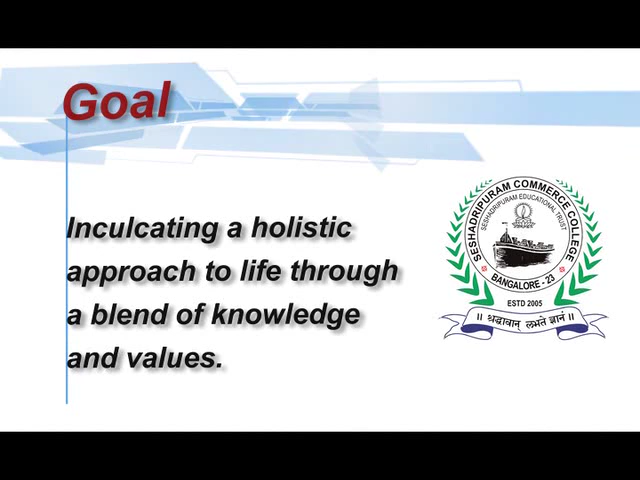 Goal
Inculcating a holistic
approach to life through
a blend of knowledge
and values.
SESHADRIPURAM COMMERCE COLLEGE
SESHADRIPURAM EDUCATIONAL TRUST
BANGALORE - 23
ESTD 2005
॥ श्रद्धावान् लभते ज्ञानं ॥